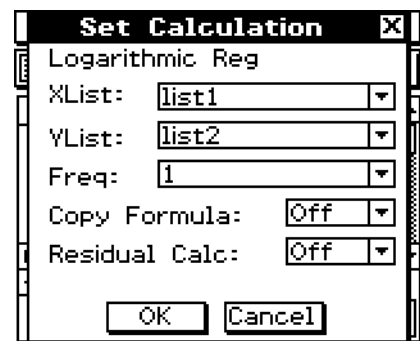 Set Calculation X
Logarithmic Reg
XList: list1
YList: list2
Freq: 1
Copy Formula: Off
Residual Calc: Off
OK Cancel